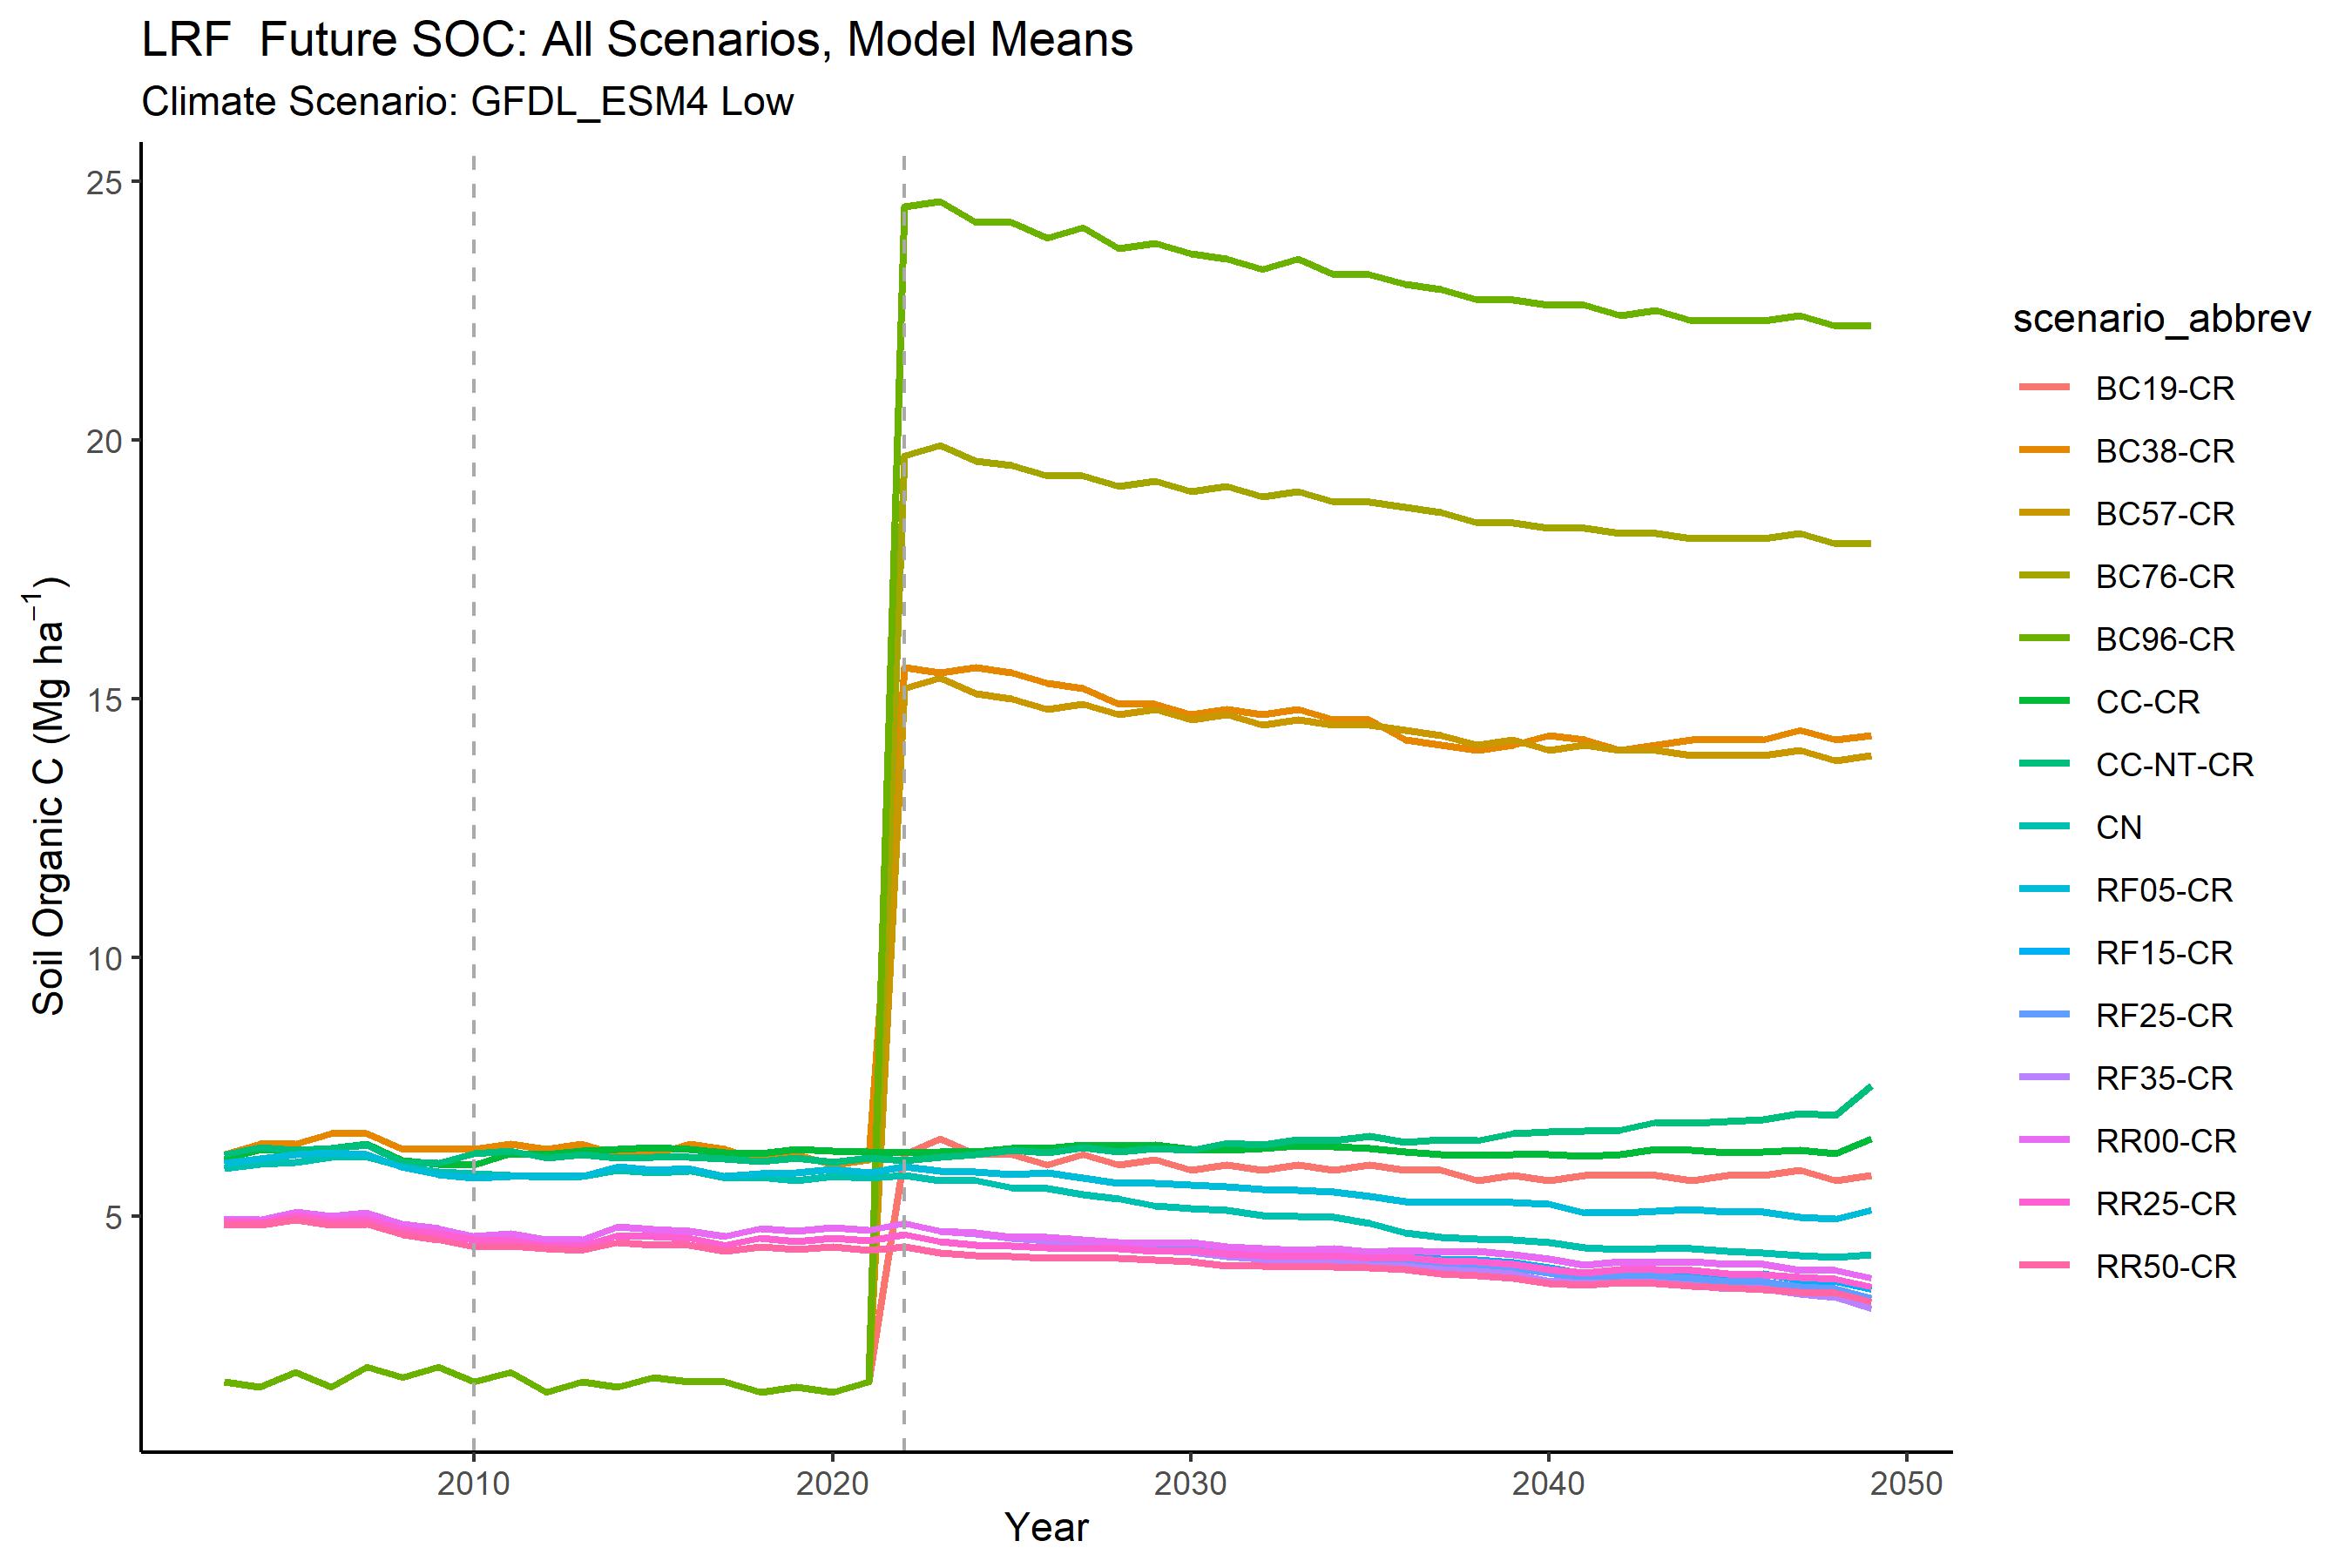 LRF  Future SOC: All Scenarios, Model Means
Climate Scenario: GFDL_ESM4 Low
Soil Organic C (Mg ha⁻¹)
25
20
15
10
5
2010
2020
2030
2040
2050
Year
scenario_abbrev
BC19-CR
BC38-CR
BC57-CR
BC76-CR
BC96-CR
CC-CR
CC-NT-CR
CN
RF05-CR
RF15-CR
RF25-CR
RF35-CR
RR00-CR
RR25-CR
RR50-CR